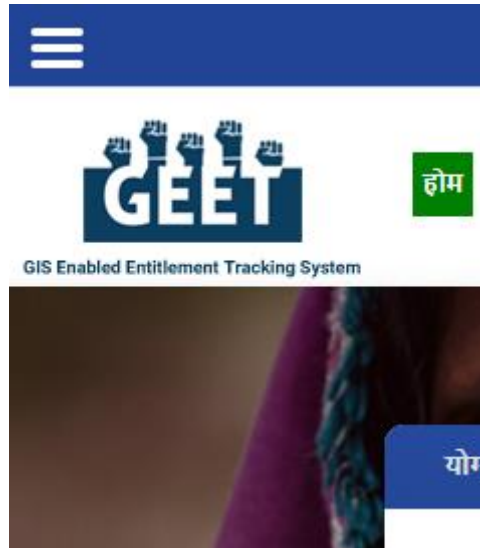 GEET
होम
GIS Enabled Entitlement Tracking System